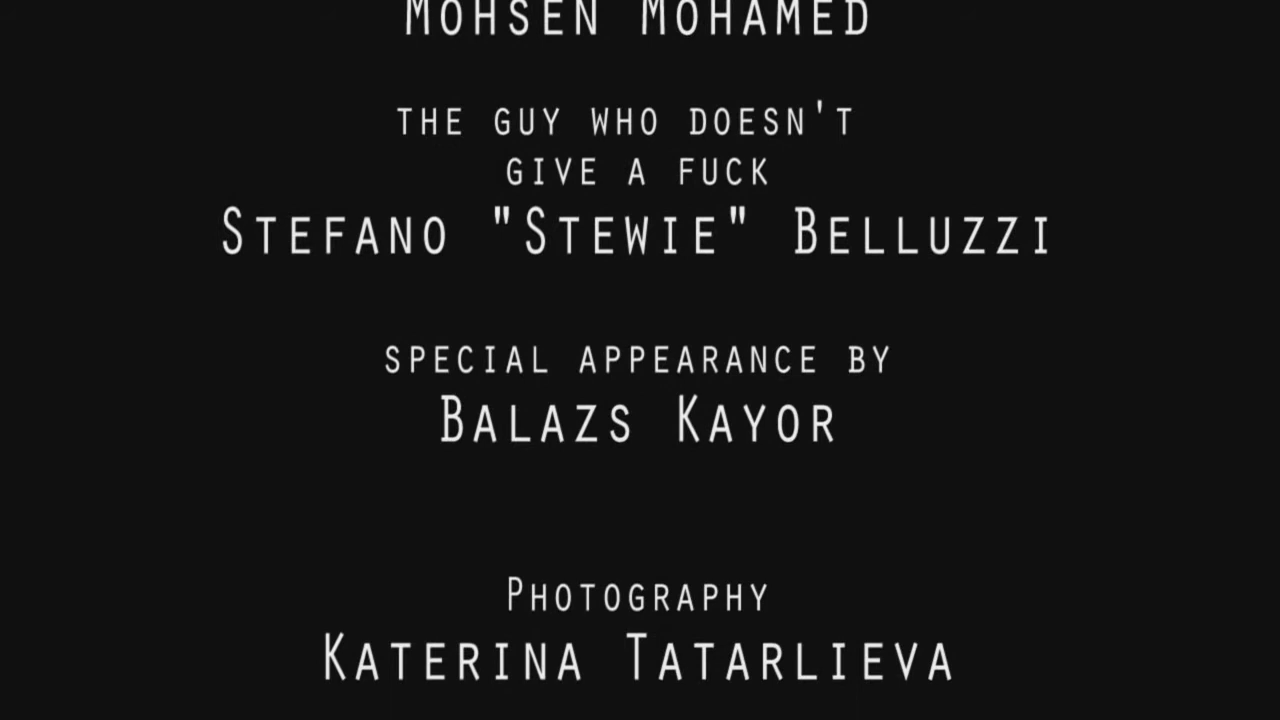 MOHSEN MOHAMED
THE GUY WHO DOESN'T
GIVE A FUCK
STEFANO "STEWIE" BELLUZZI
SPECIAL APPEARANCE BY
BALAZS KAYOR
PHOTOGRAPHY
KATERINA TATARLIEVA